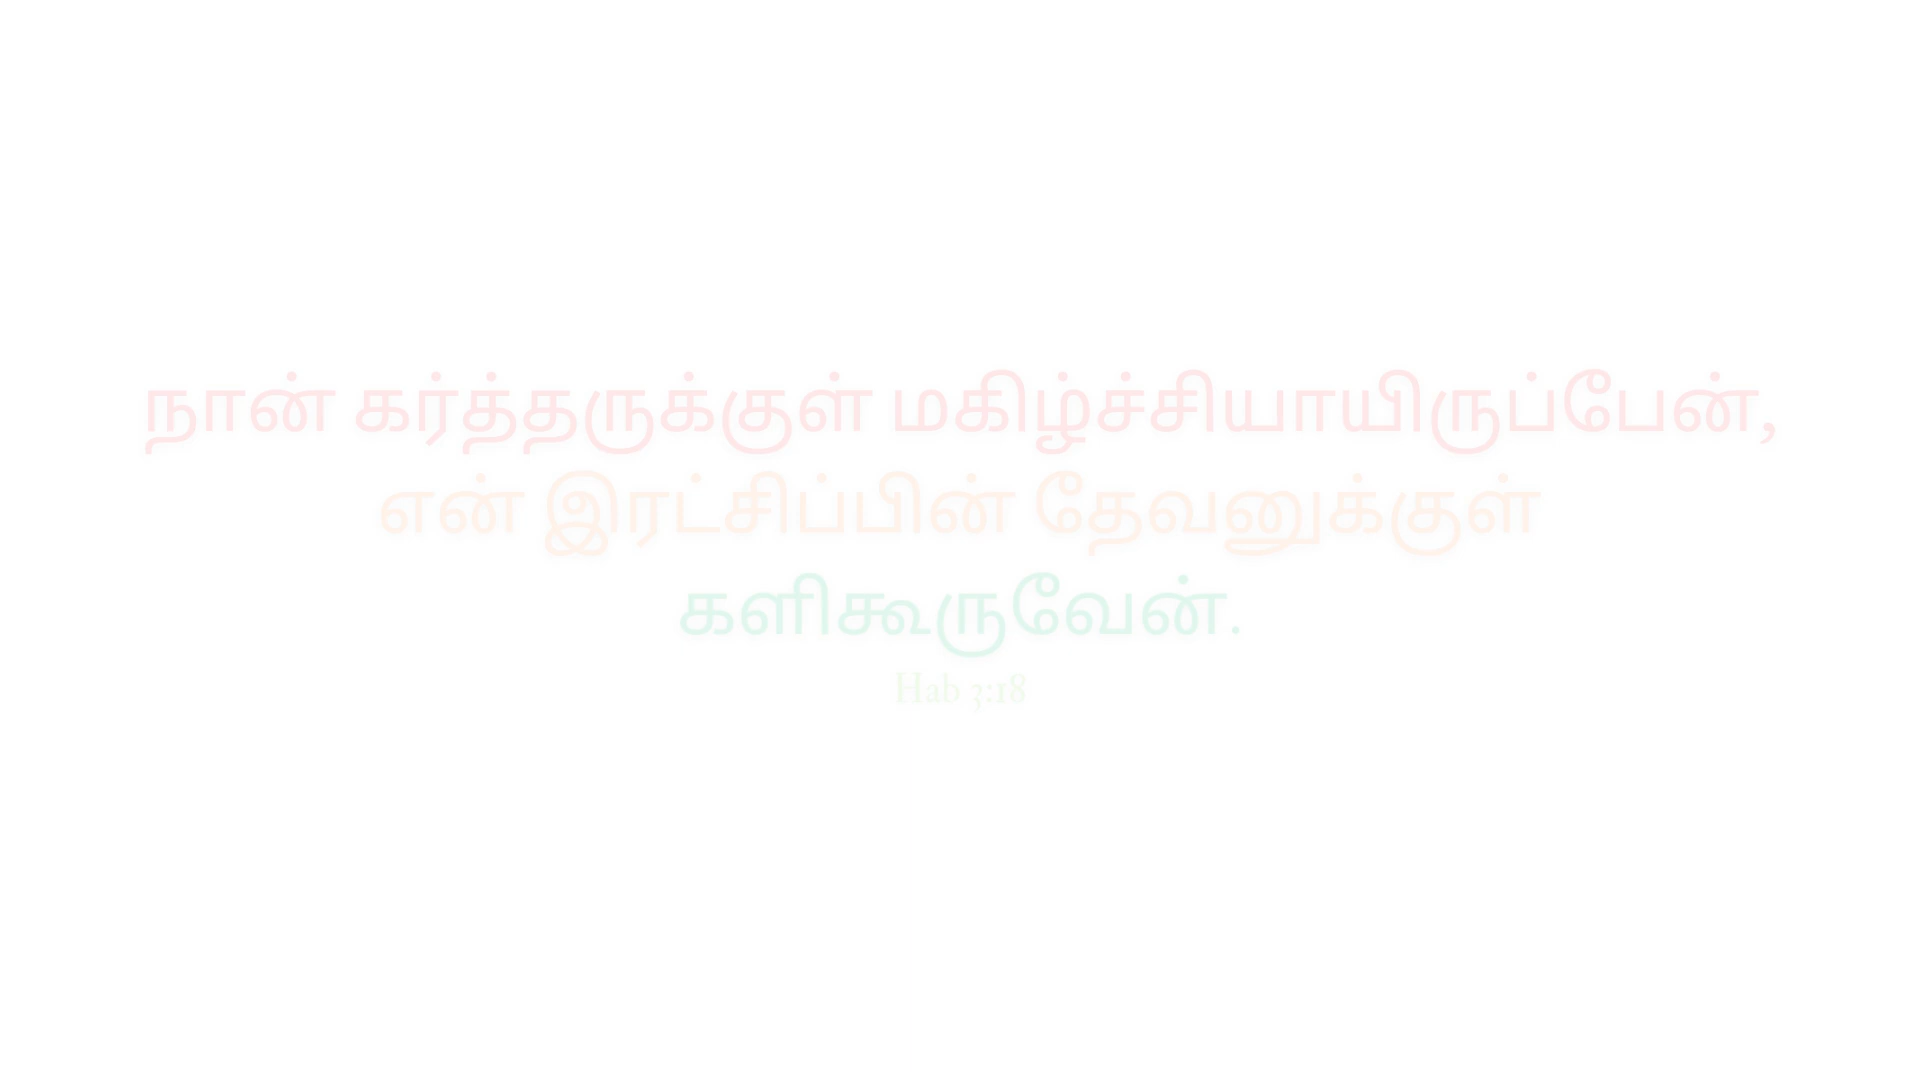 நான் கர்த்தருக்குள் மகிழ்ச்சியாயிருப்பேன்,
என் இரட்சிப்பின் தேவனுக்குள்
களிகூருவேன்.
Hab 3:18